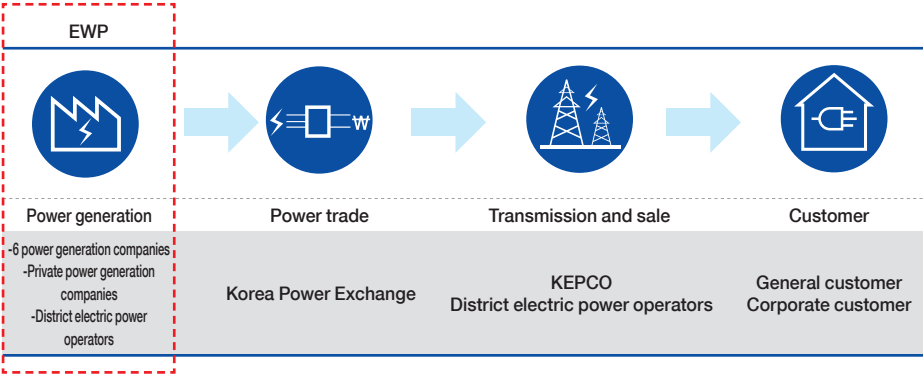 EWP
₩
Power generation
Power trade
Transmission and sale
Customer
-6 power generation companies
-Private power generation
companies
-District electric power
operators
Korea Power Exchange
KEPCO
District electric power operators
General customer
Corporate customer